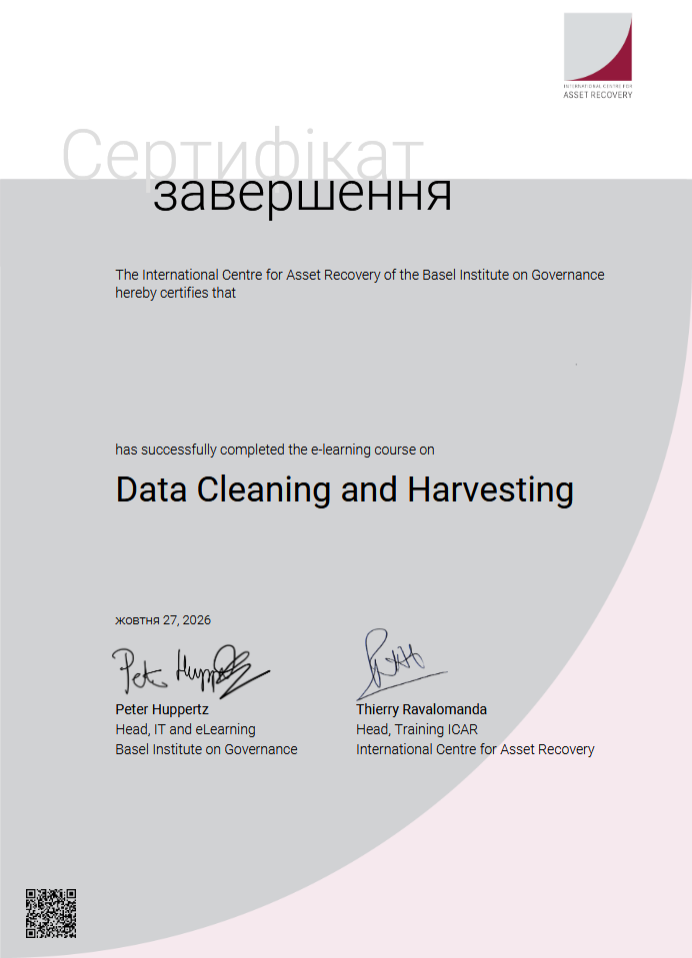 INTERNATIONAL CENTRE FOR
ASSET RECOVERY
Сертифікат
завершення
The International Centre for Asset Recovery of the Basel Institute on Governance
hereby certifies that
has successfully completed the e-learning course on
Data Cleaning and Harvesting
жовтня 27, 2026
Peter Huppertz
Peter Huppertz
Thierry Ravalomanda
Head, IT and eLearning
Head, Training ICAR
Basel Institute on Governance
International Centre for Asset Recovery